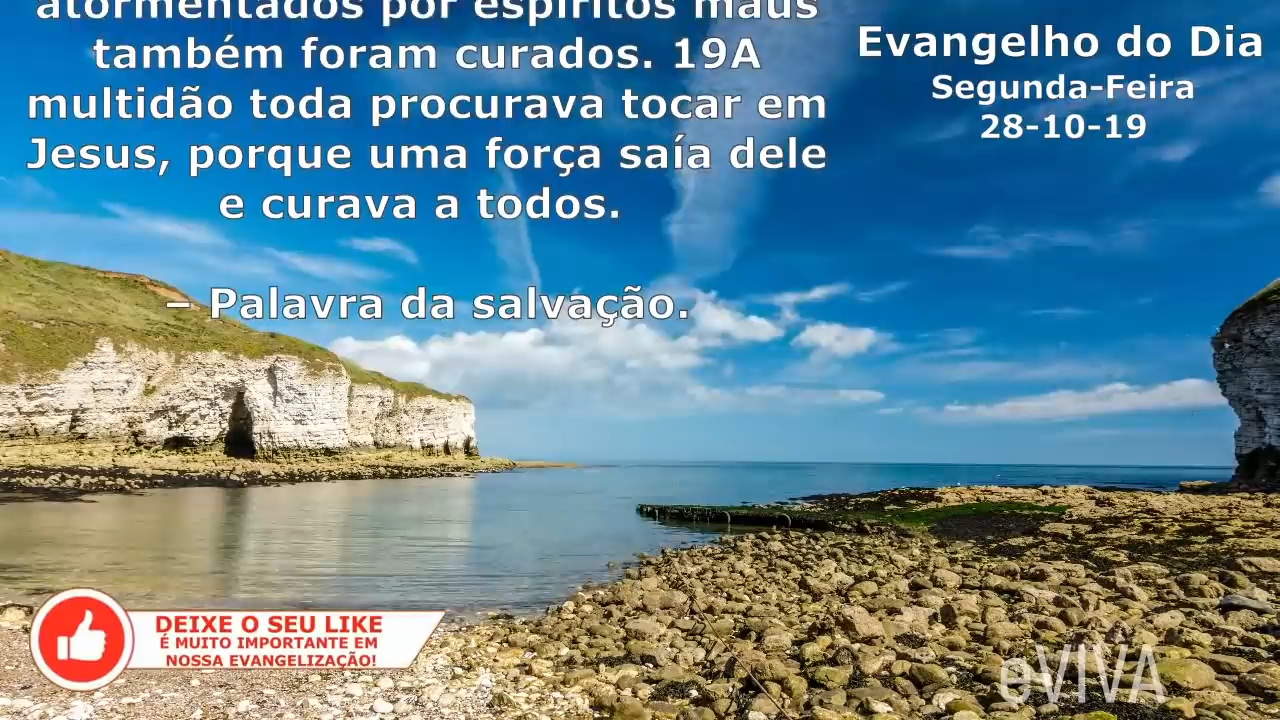 atormentados por espíritos maus
também foram curados. 19A
multidão toda procurava tocar em
Jesus, porque uma força saía dele
e curava a todos.
– Palavra da salvação.
Evangelho do Dia
Segunda-Feira
28-10-19
DEIXE O SEU LIKE
É MUITO IMPORTANTE EM
NOSSA EVANGELIZAÇÃO!
eVIVA